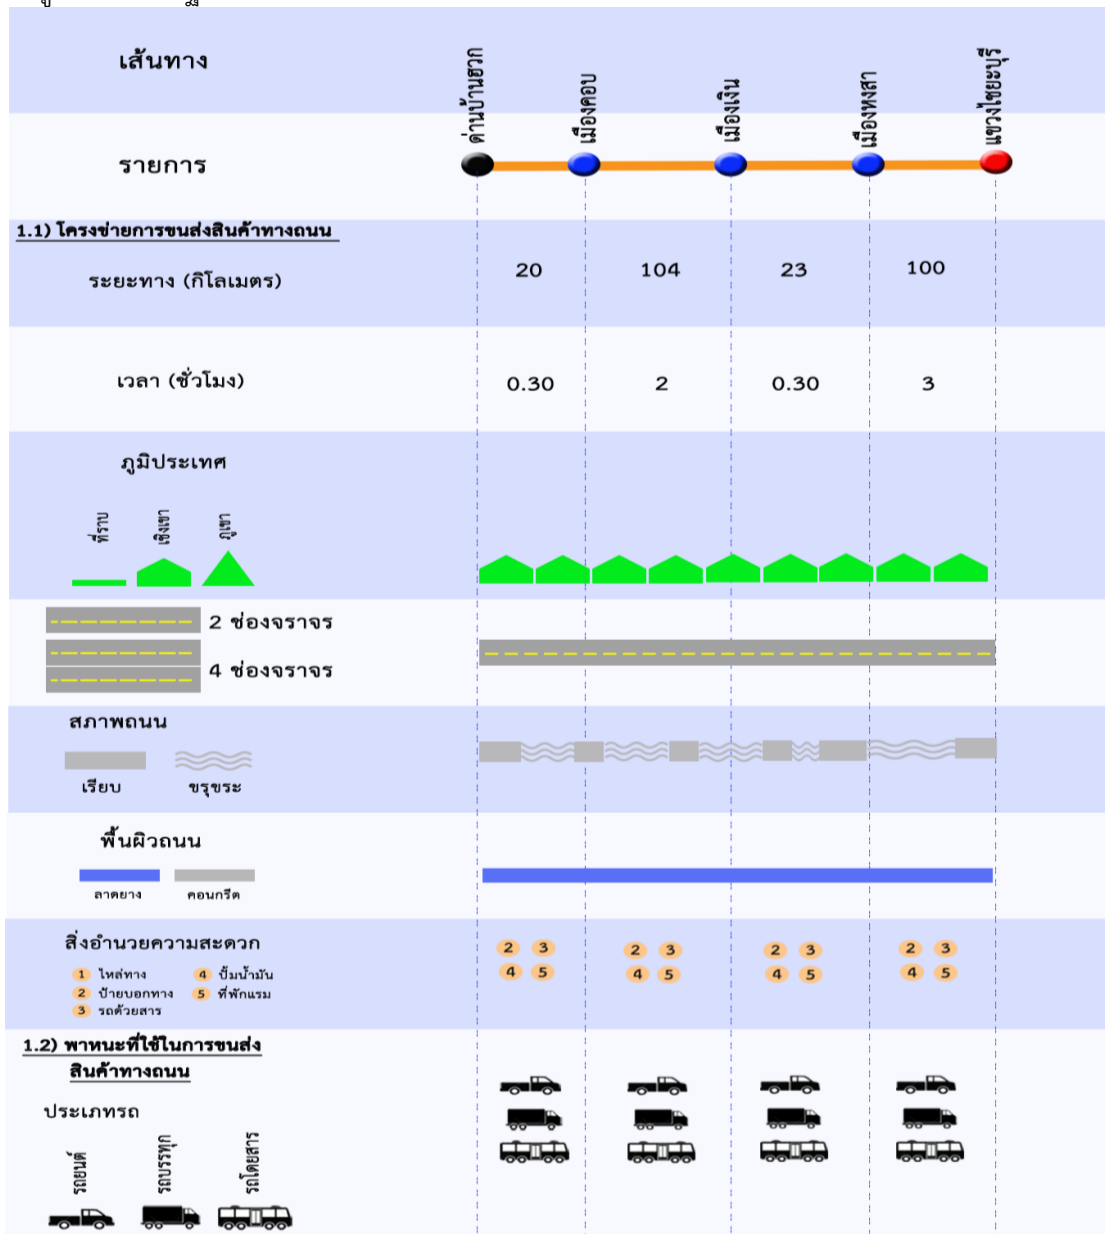 เส้นทาง
ด่านบ้านฮวก
เมืองคอบ
เมืองเงิน
เมืองหงสา
แขวงไชยะบุรี
รายการ
1.1) โครงข่ายการขนส่งสินค้าทางถนน
ระยะทาง (กิโลเมตร)
20 104 23 100
เวลา (ชั่วโมง)
0.30 2 0.30 3
ภูมิประเทศ
ที่ราบ
เชิงเขา
ภูเขา
2 ช่องจราจร
4 ช่องจราจร
สภาพถนน
เรียบ ขรุขระ
พื้นผิวถนน
ลาดยาง คอนกรีต
สิ่งอำนวยความสะดวก
1 ไหล่ทาง 4 ปั้มน้ำมัน
2 ป้ายบอกทาง 5 ที่พักแรม
3 รถด้วยสาร
2 3 2 3 2 3 2 3
4 5 4 5 4 5 4 5
1.2) พาหนะที่ใช้ในการขนส่ง
สินค้าทางถนน
ประเภทรถ
รถยนต์
รถบรรทุก
รถโดยสาร